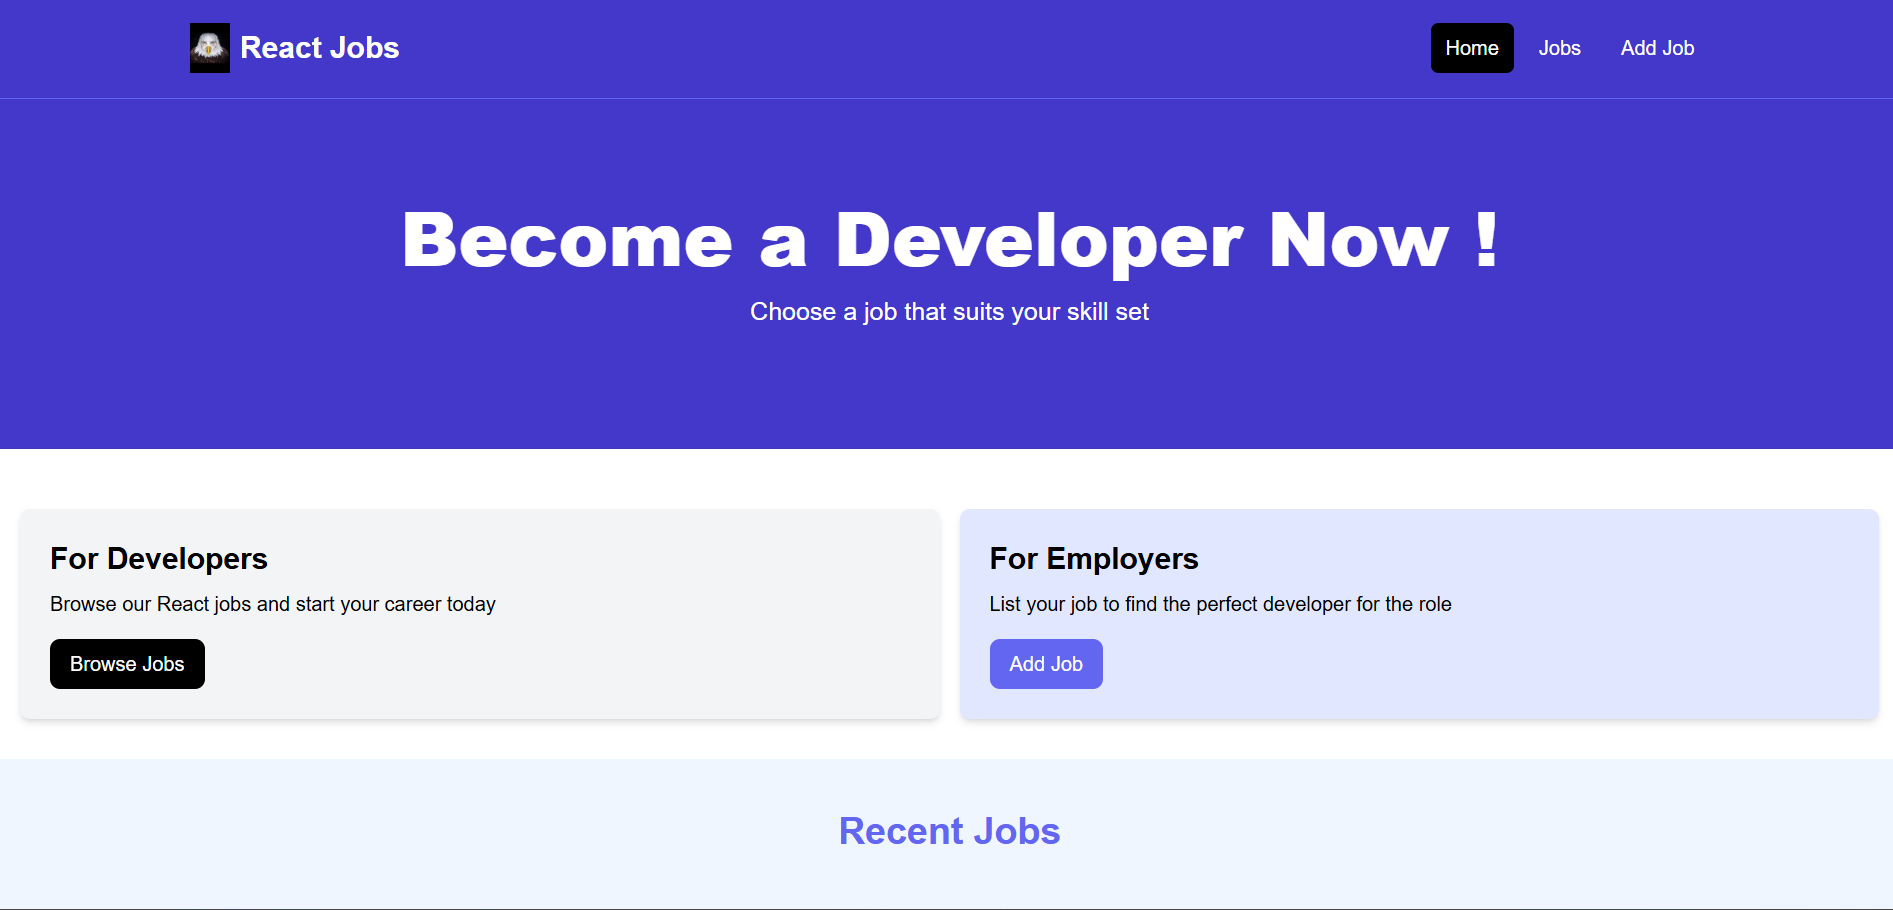 React Jobs
Home Jobs Add Job
Become a Developer Now !
Choose a job that suits your skill set
For Developers
Browse our React jobs and start your career today
Browse Jobs
For Employers
List your job to find the perfect developer for the role
Add Job
Recent Jobs